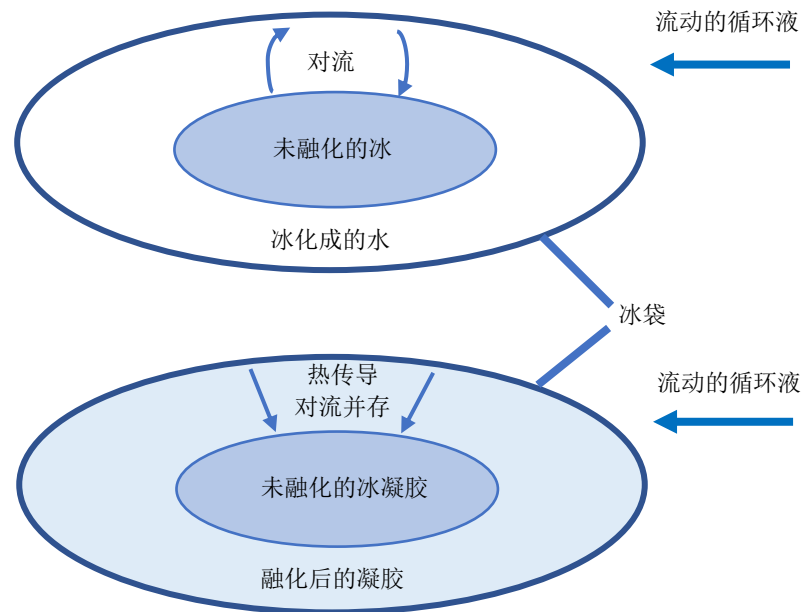 流动的循环液
对流
未融化的冰
冰化成的水
冰袋
热传导
对流并存
流动的循环液
未融化的冰凝胶
融化后的凝胶